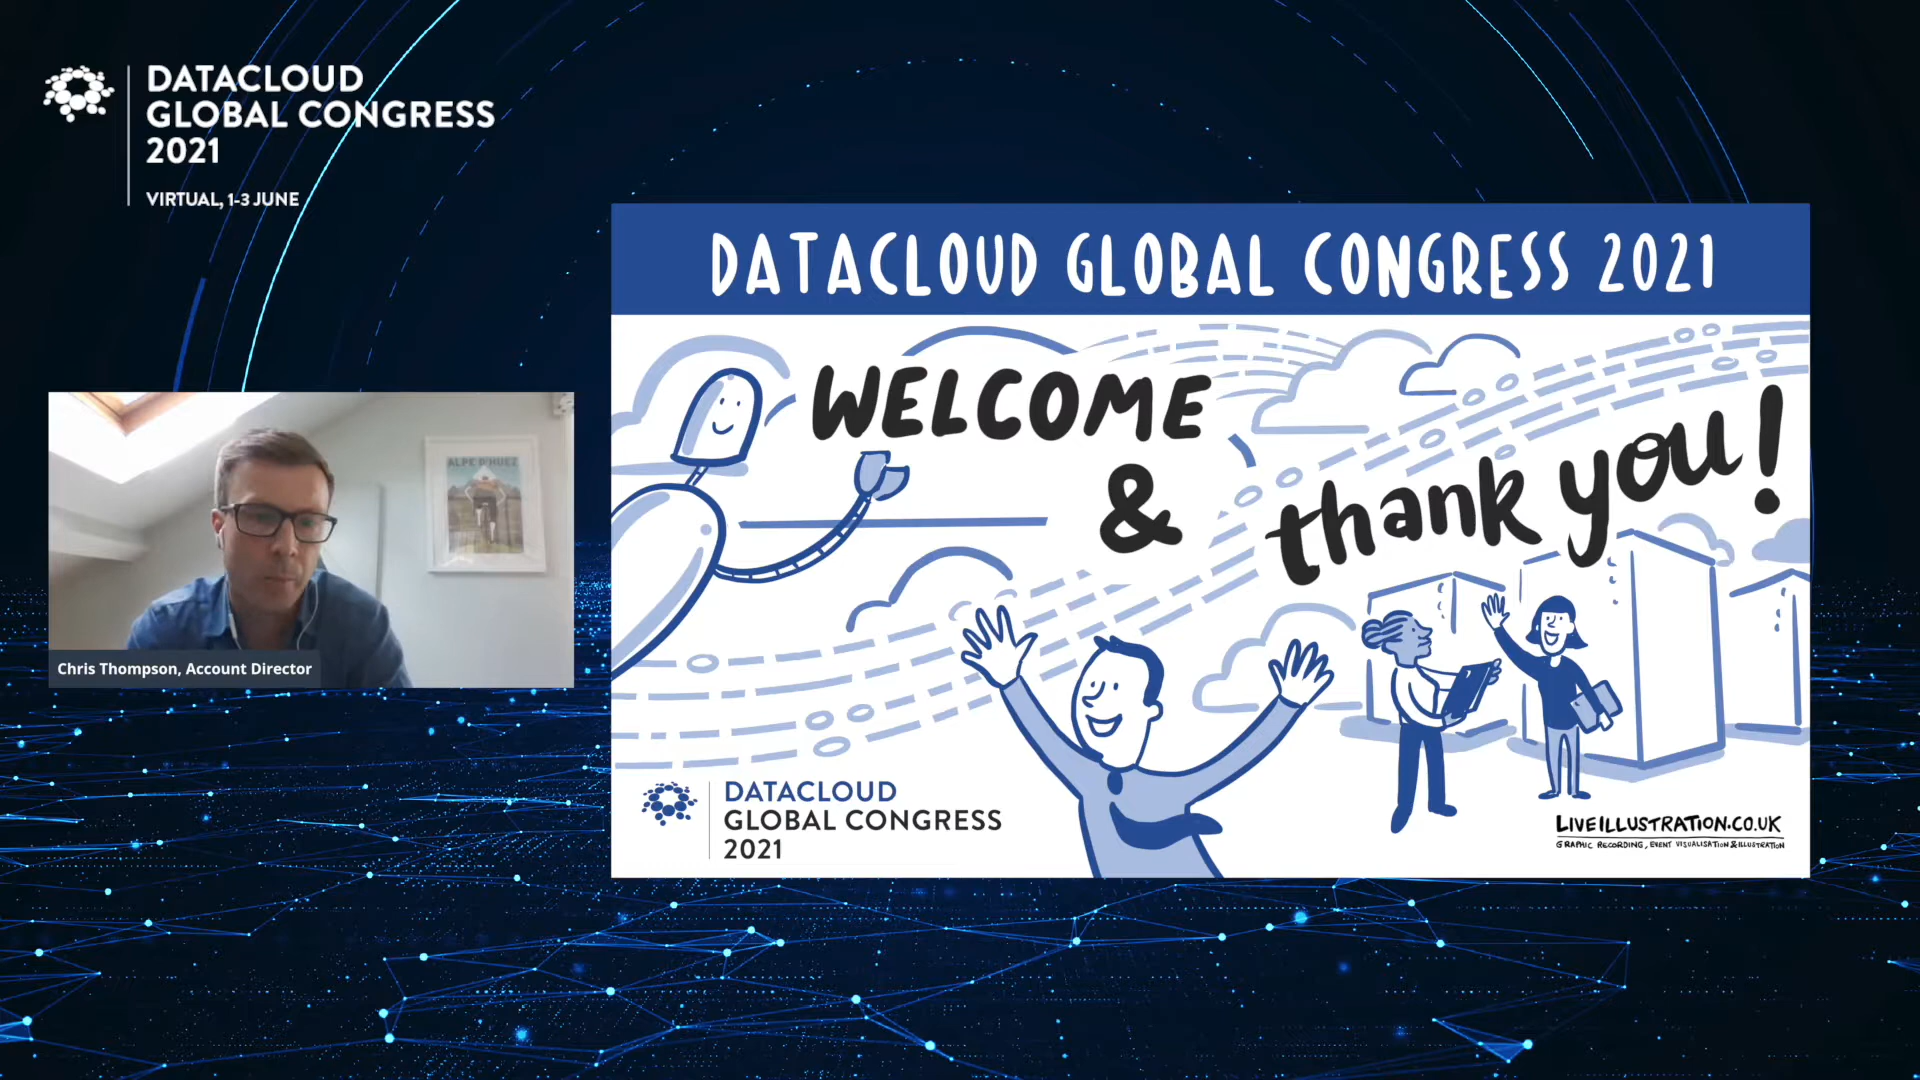 DATACLOUD
GLOBAL CONGRESS
2021
VIRTUAL, 1-3 JUNE
DATACLOUD GLOBAL CONGRESS 2021
WELCOME
&
thank you!
ALPE D'HUEZ
Chris Thompson, Account Director
DATACLOUD
GLOBAL CONGRESS
2021
LIVEILLUSTRATION.CO.UK
GRAPHIC RECORDING, EVENT VISUALISATION & ILLUSTRATION